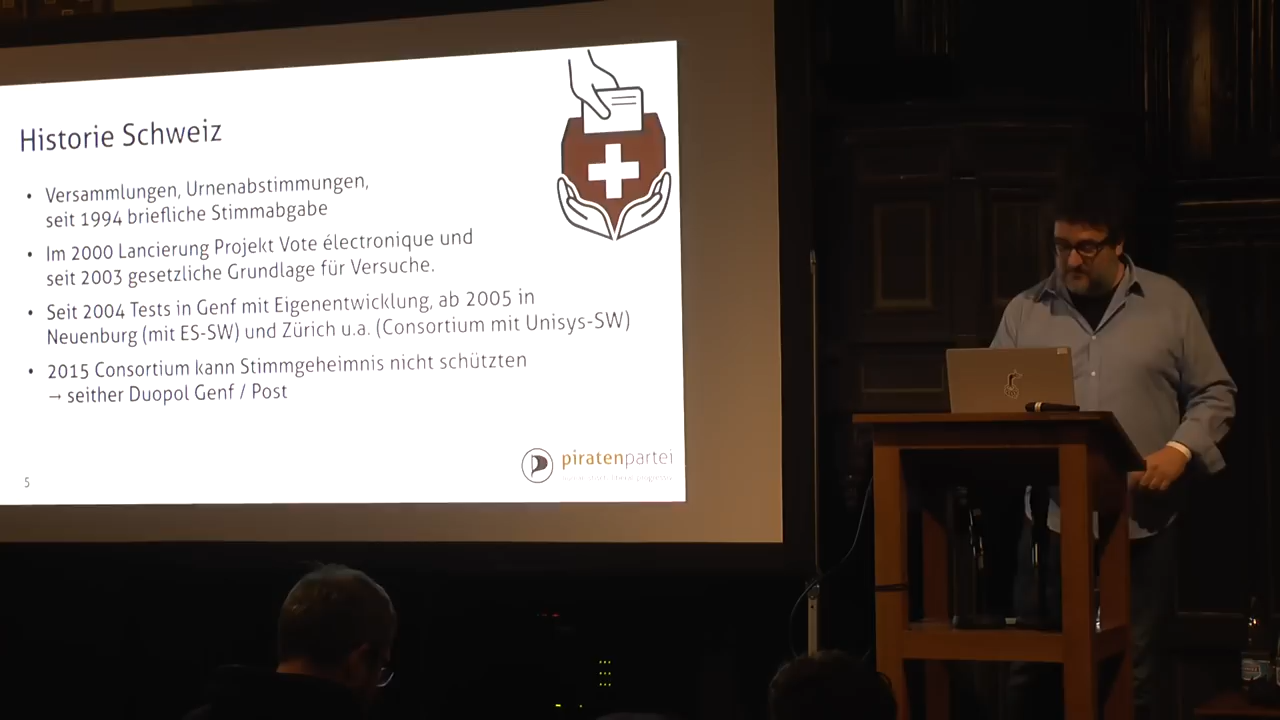 Historie Schweiz
• Versammlungen, Urnenabstimmungen,
seit 1994 briefliche Stimmabgabe
• Im 2000 Lancierung Projekt Vote électronique und
seit 2003 gesetzliche Grundlage für Versuche.
• Seit 2004 Tests in Genf mit Eigenentwicklung, ab 2005 in
Neuenburg (mit ES-SW) und Zürich u.a. (Consortium mit Unisys-SW)
• 2015 Consortium kann Stimmgeheimnis nicht schützten
→ seither Duopol Genf / Post
piratenpartei
5